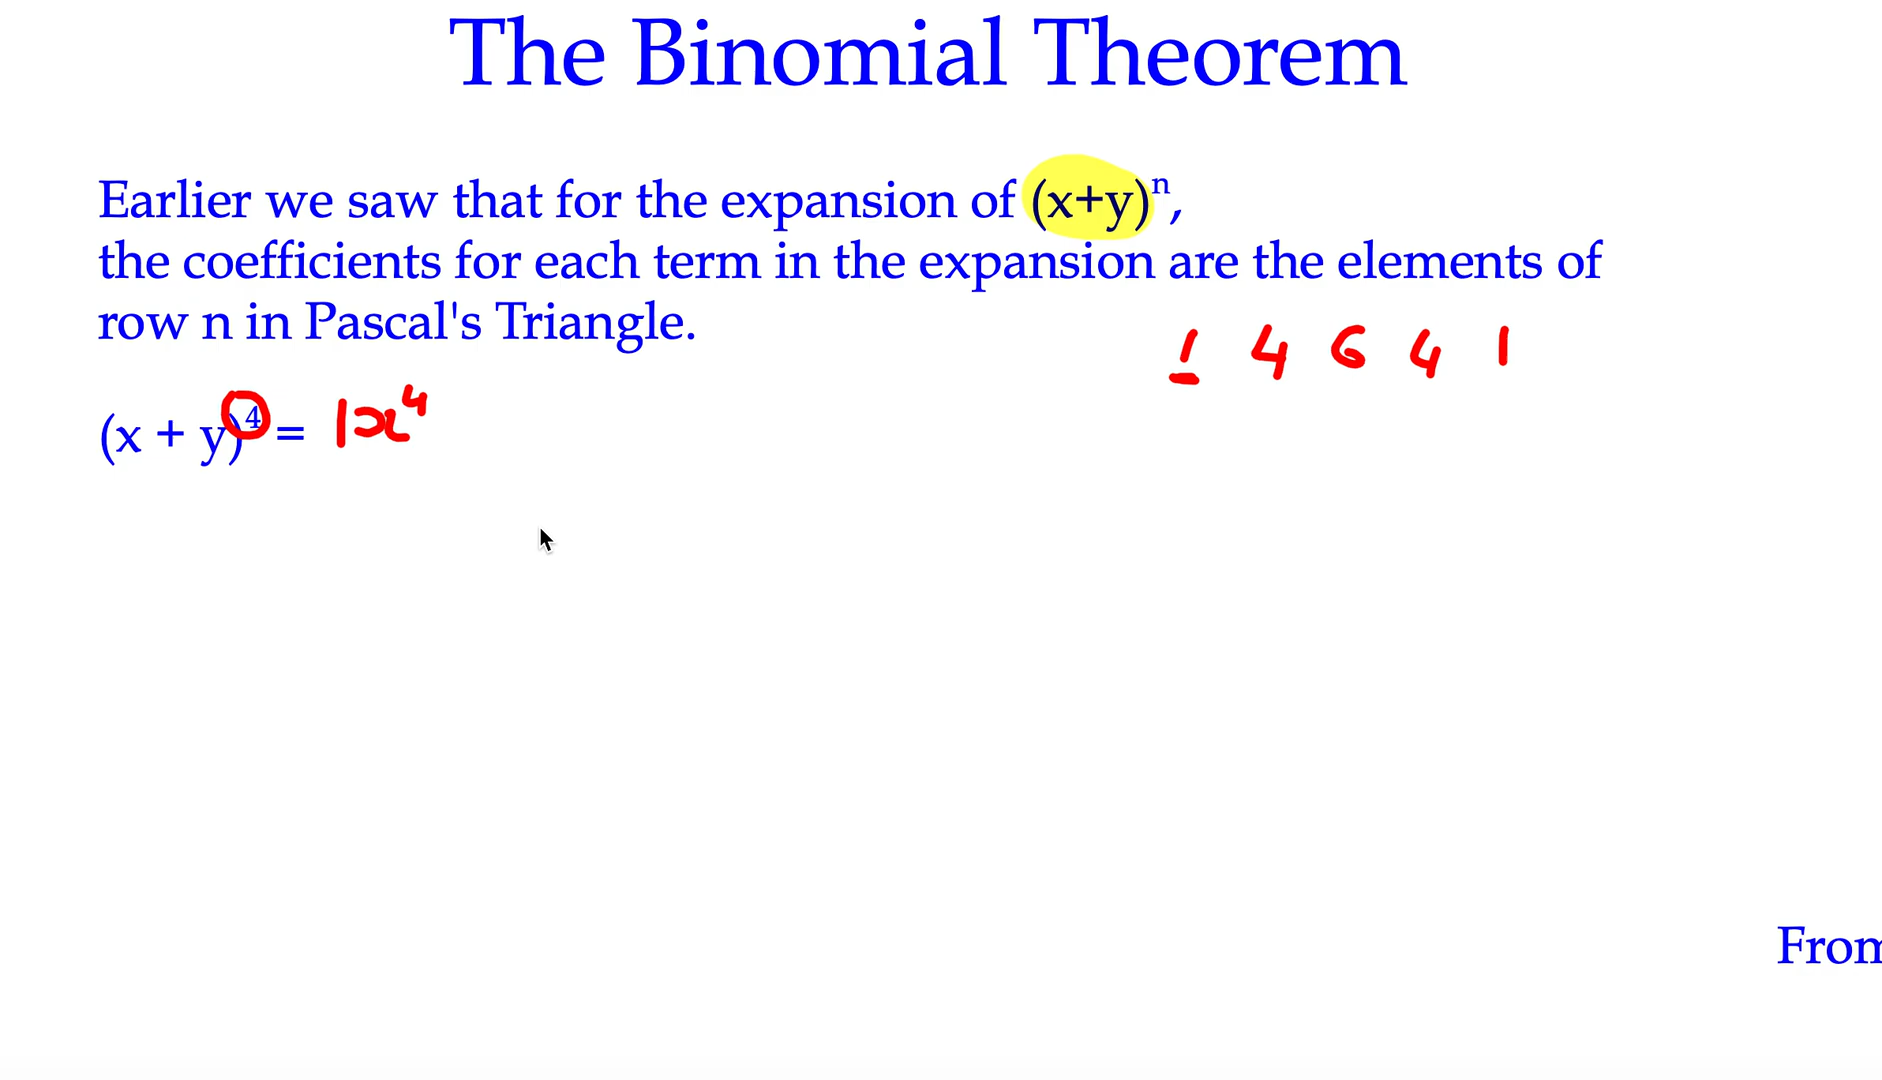 The Binomial Theorem
Earlier we saw that for the expansion of (x+y)ⁿ,
the coefficients for each term in the expansion are the elements of
row n in Pascal's Triangle.
1 4 6 4 1
(x + y)⁴ = 1x⁴
From